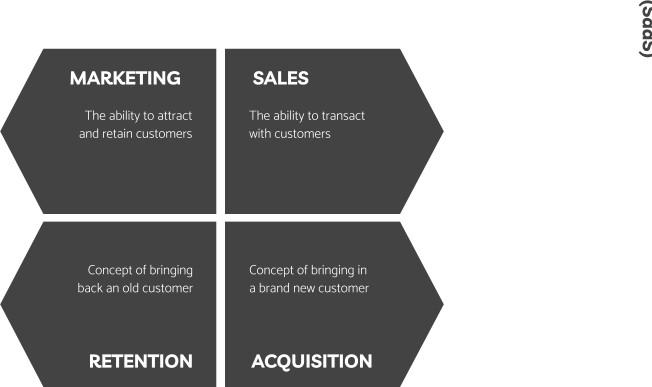 MARKETING
The ability to attract
and retain customers
SALES
The ability to transact
with customers
Concept of bringing
back an old customer
RETENTION
Concept of bringing in
a brand new customer
ACQUISITION